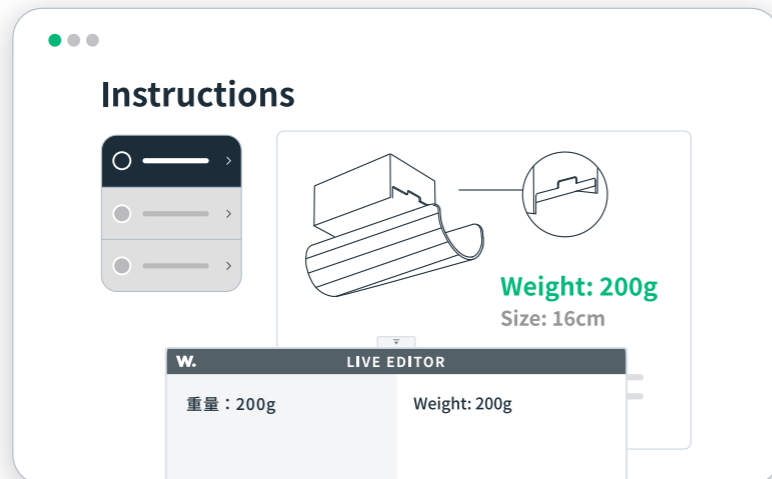 Instructions
Weight: 200g
Size: 16cm
W.
LIVE EDITOR
重量：200g
Weight: 200g